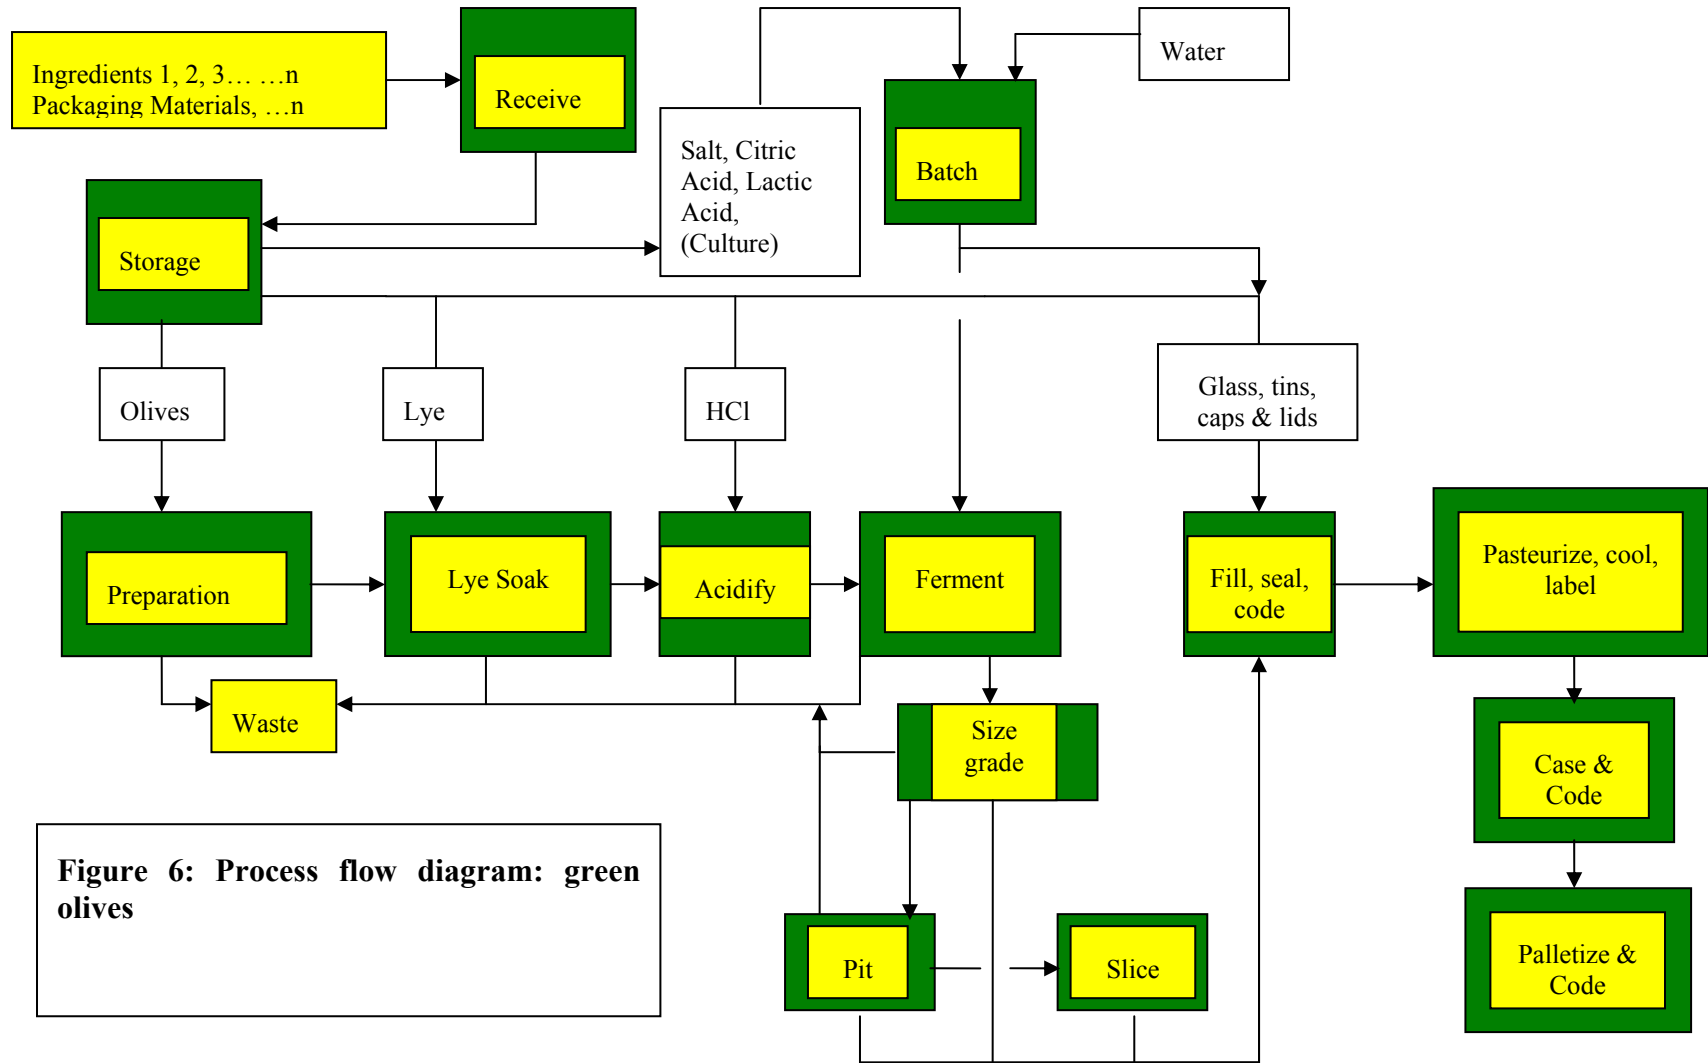 Ingredients 1, 2, 3… …n
Packaging Materials, …n
Receive
Water
Salt, Citric
Acid, Lactic
Acid,
(Culture)
Batch
Storage
Olives
Lye
HCl
Glass, tins,
caps & lids
Preparation
Lye Soak
Acidify
Ferment
Fill, seal,
code
Pasteurize, cool,
label
Waste
Size
grade
Case &
Code
Figure 6: Process flow diagram: green
olives
Pit
Slice
Palletize &
Code